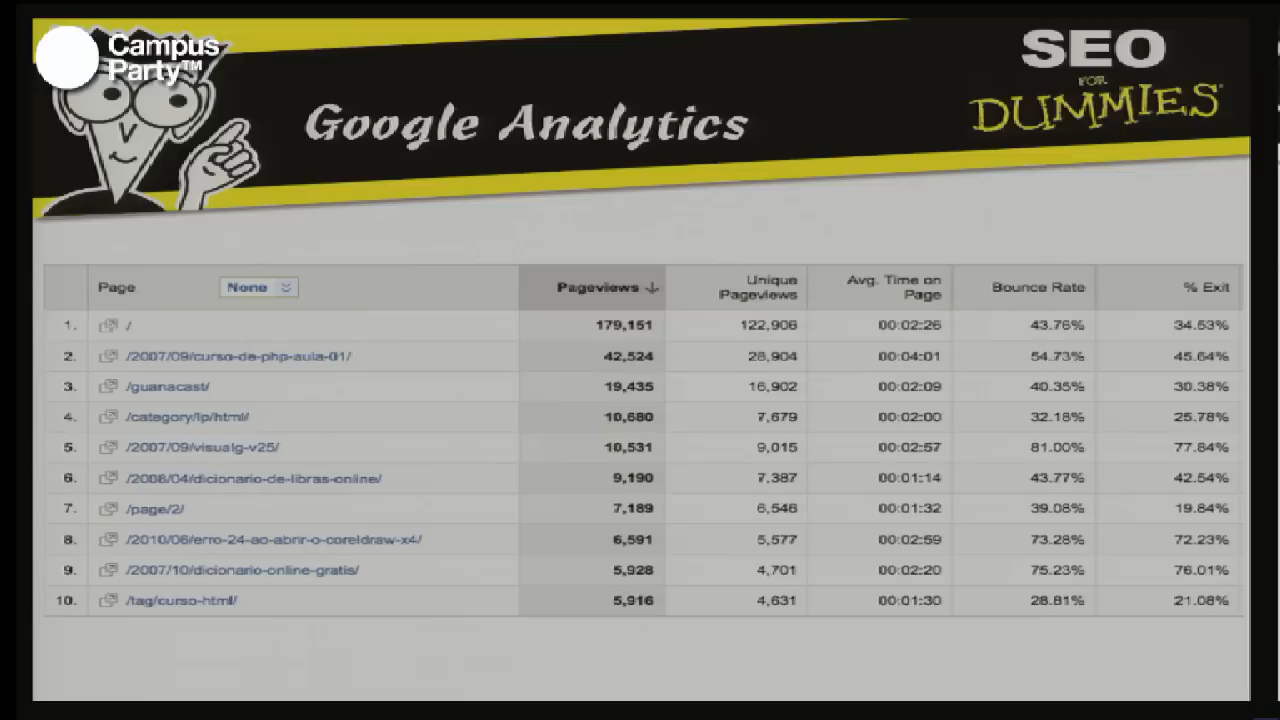 Campus
Party™
SEO
FOR
DUMMIES
Google Analytics
Page None Pageviews Unique Pageviews Avg. Time on Page Bounce Rate % Exit
1. / 179,151 122,906 00:02:26 43.76% 34.53%
2. /2007/09/curso-de-php-aula-01/ 42,524 28,904 00:04:01 54.73% 45.64%
3. /guanacast/ 19,435 16,902 00:02:09 40.35% 30.38%
4. /category/lp/html/ 10,680 7,679 00:02:00 32.18% 25.78%
5. /2007/09/visualg-v25/ 10,531 9,015 00:02:57 81.00% 77.84%
6. /2008/04/dicionario-de-libras-online/ 9,190 7,387 00:01:14 43.77% 42.54%
7. /page/2/ 7,189 6,546 00:01:32 39.08% 19.84%
8. /2010/06/erro-24-ao-abrir-o-coreldraw-x4/ 6,591 5,577 00:02:59 73.28% 72.23%
9. /2007/10/dicionario-online-gratis/ 5,928 4,701 00:02:20 75.23% 76.01%
10. /tag/curso-html/ 5,916 4,631 00:01:30 28.81% 21.08%